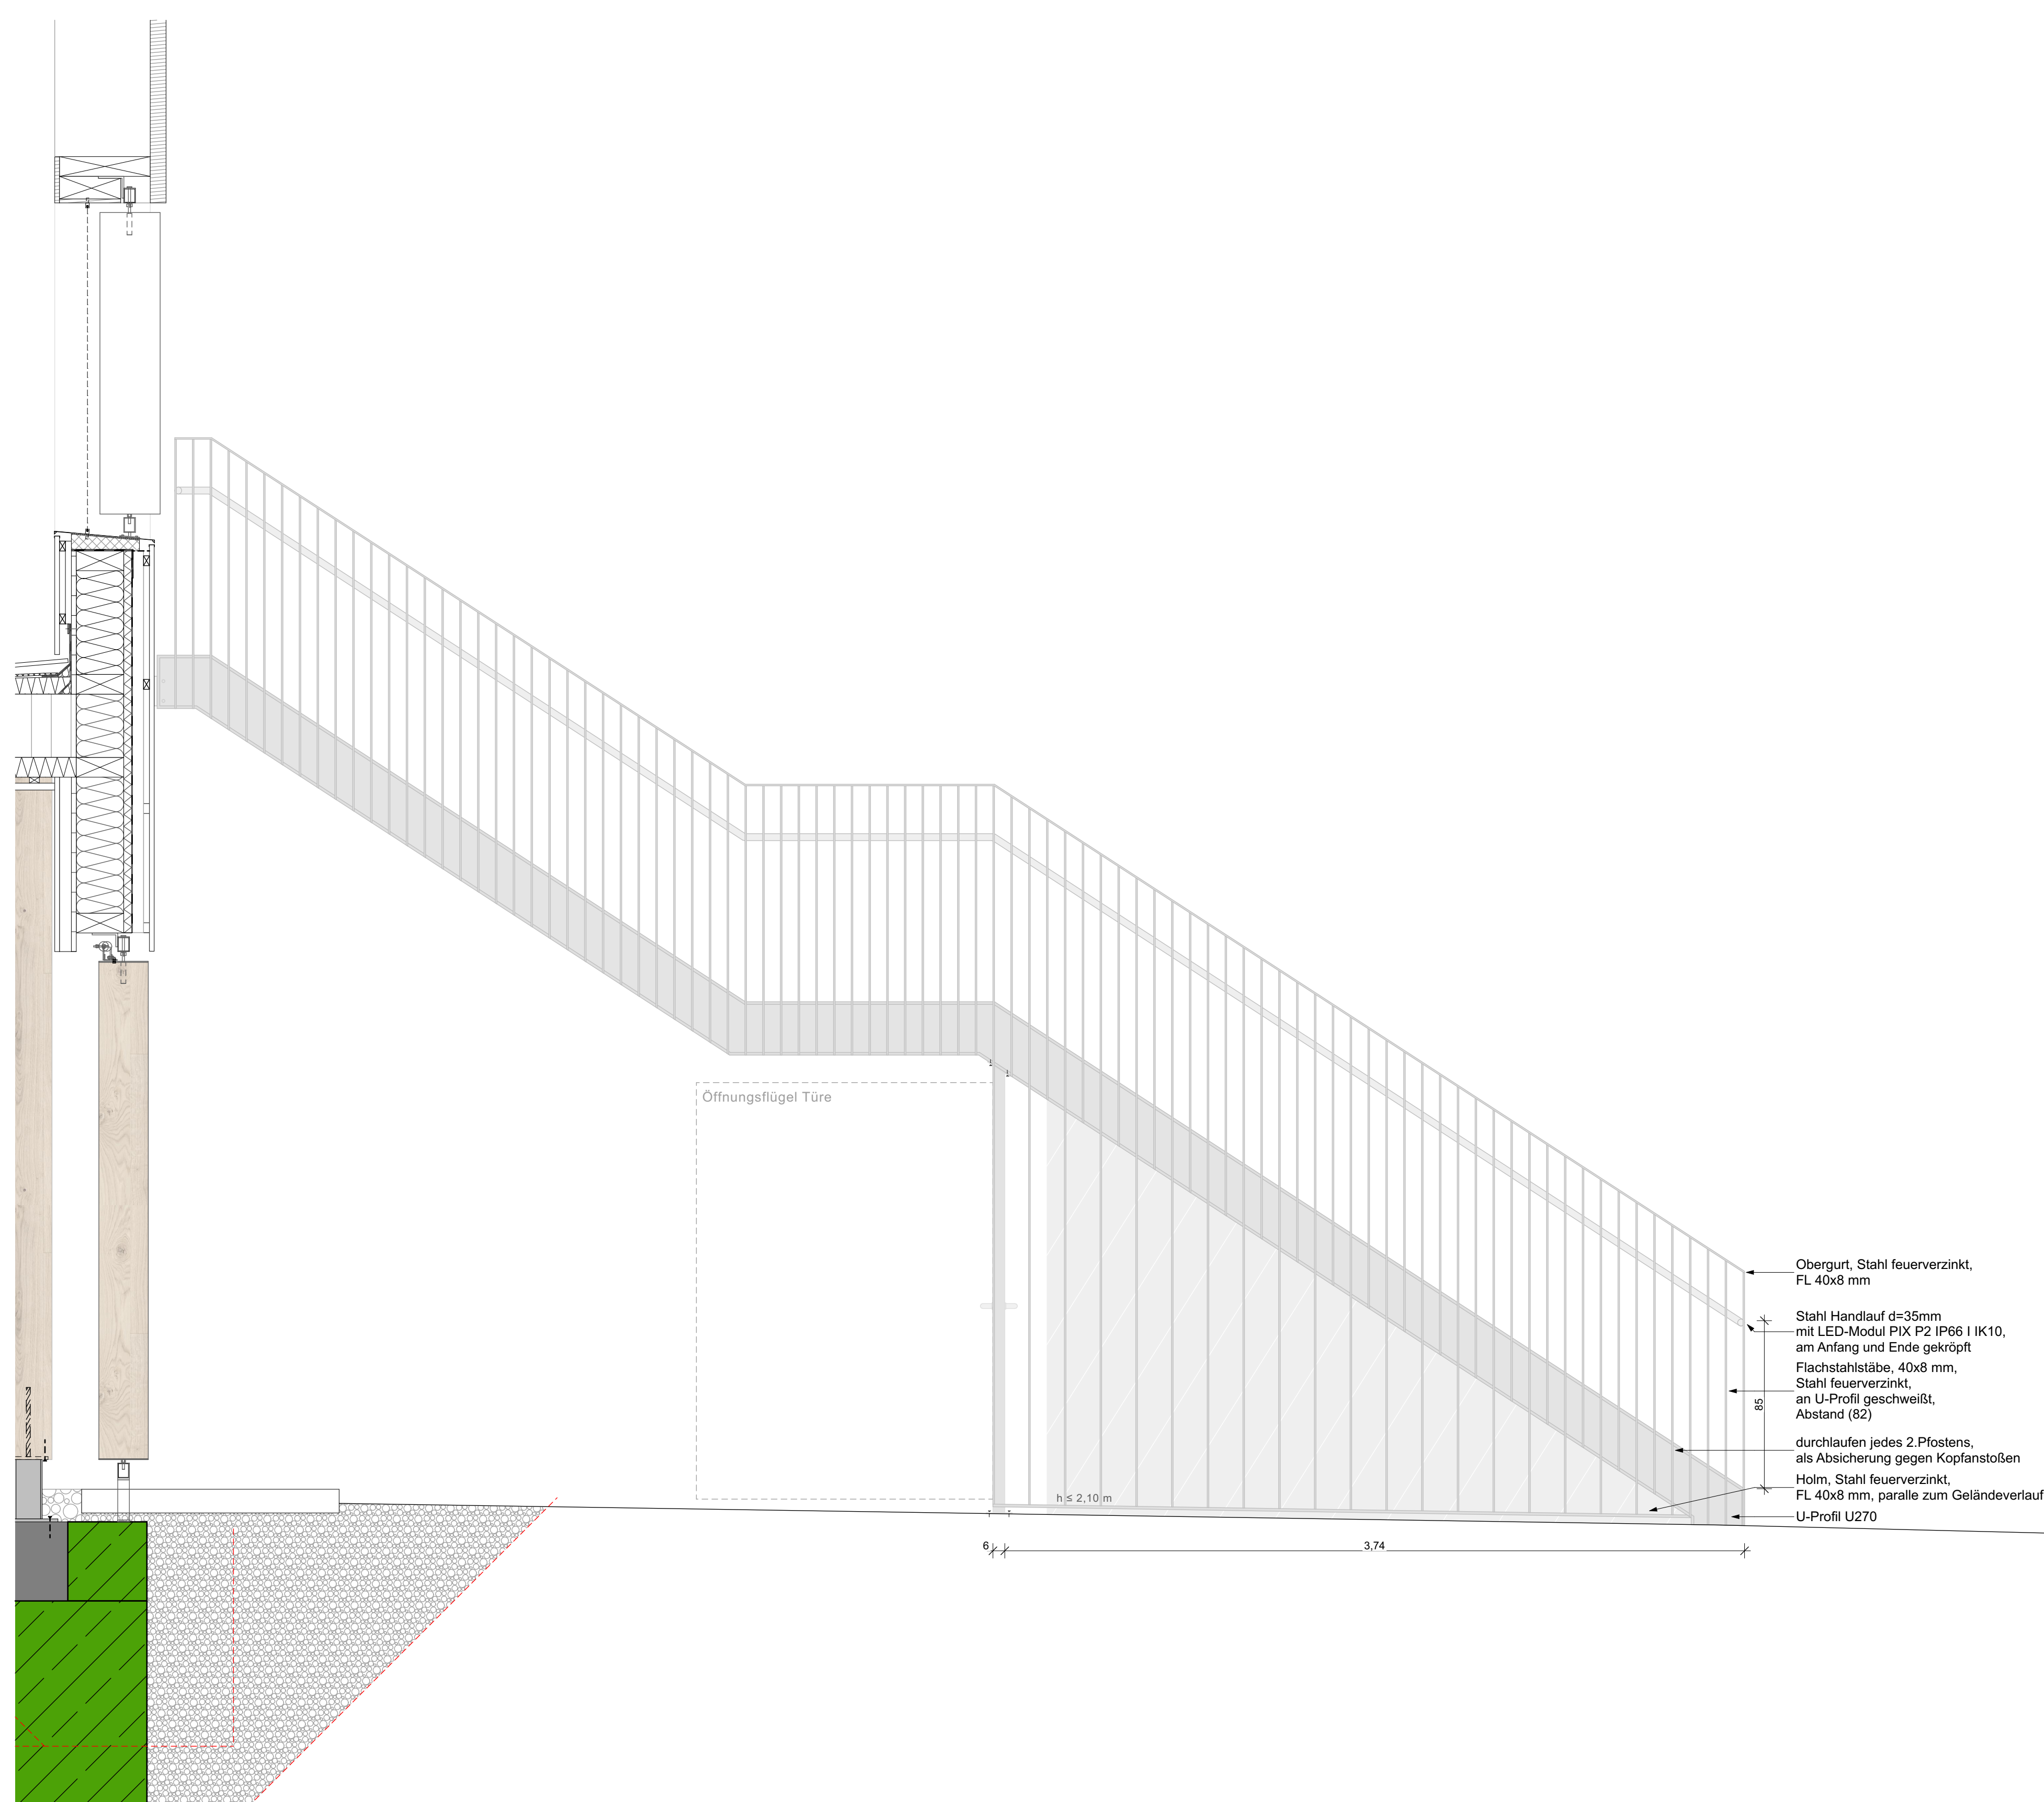 Öffnungsflügel Türe
Obergurt, Stahl feuerverzinkt,
FL 40x8 mm
Stahl Handlauf d=35mm
mit LED-Modul PIX P2 IP66 I IK10,
am Anfang und Ende gekröpft
Flachstahlstäbe, 40x8 mm,
Stahl feuerverzinkt,
an U-Profil geschweißt,
Abstand (82)
85
durchlaufen jedes 2.Pfostens,
als Absicherung gegen Kopfanstoßen
Holm, Stahl feuerverzinkt,
FL 40x8 mm, paralle zum Geländeverlauf
h ≤ 2,10 m
U-Profil U270
6
3,74